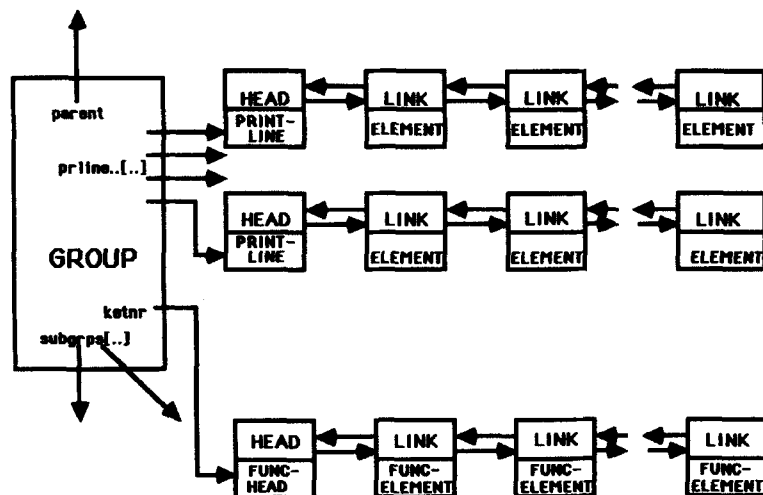 parent
prline..[..]
GROUP
ketnr
subgrps[..]
HEAD LINK LINK LINK
PRINT- ELEMENT ELEMENT ELEMENT
LINE
HEAD LINK LINK LINK
PRINT- ELEMENT ELEMENT ELEMENT
LINE
HEAD LINK LINK LINK
FUNC- FUNC- FUNC- FUNC-
HEAD ELEMENT ELEMENT ELEMENT